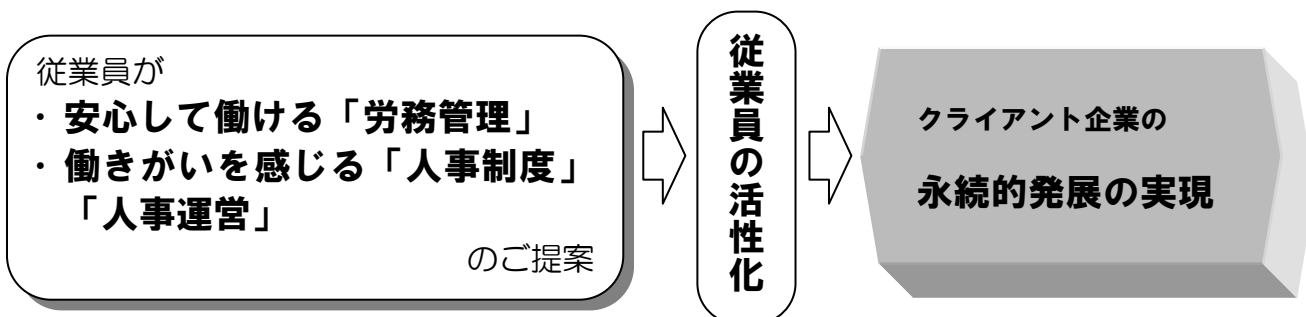 従業員が
・安心して働ける「労務管理」
・働きがいを感じる「人事制度」
「人事運営」
のご提案
従業員の活性化
クライアント企業の
永続的発展の実現